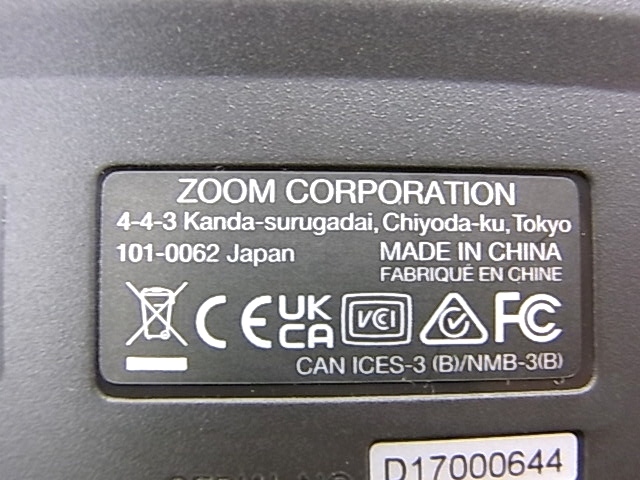 ZOOM CORPORATION
4-4-3 Kanda-surugadai, Chiyoda-ku, Tokyo
101-0062 Japan MADE IN CHINA
FABRIQUÉ EN CHINE
CE UK CA VCI FC
CAN ICES-3 (B)/NMB-3(B)
D17000644